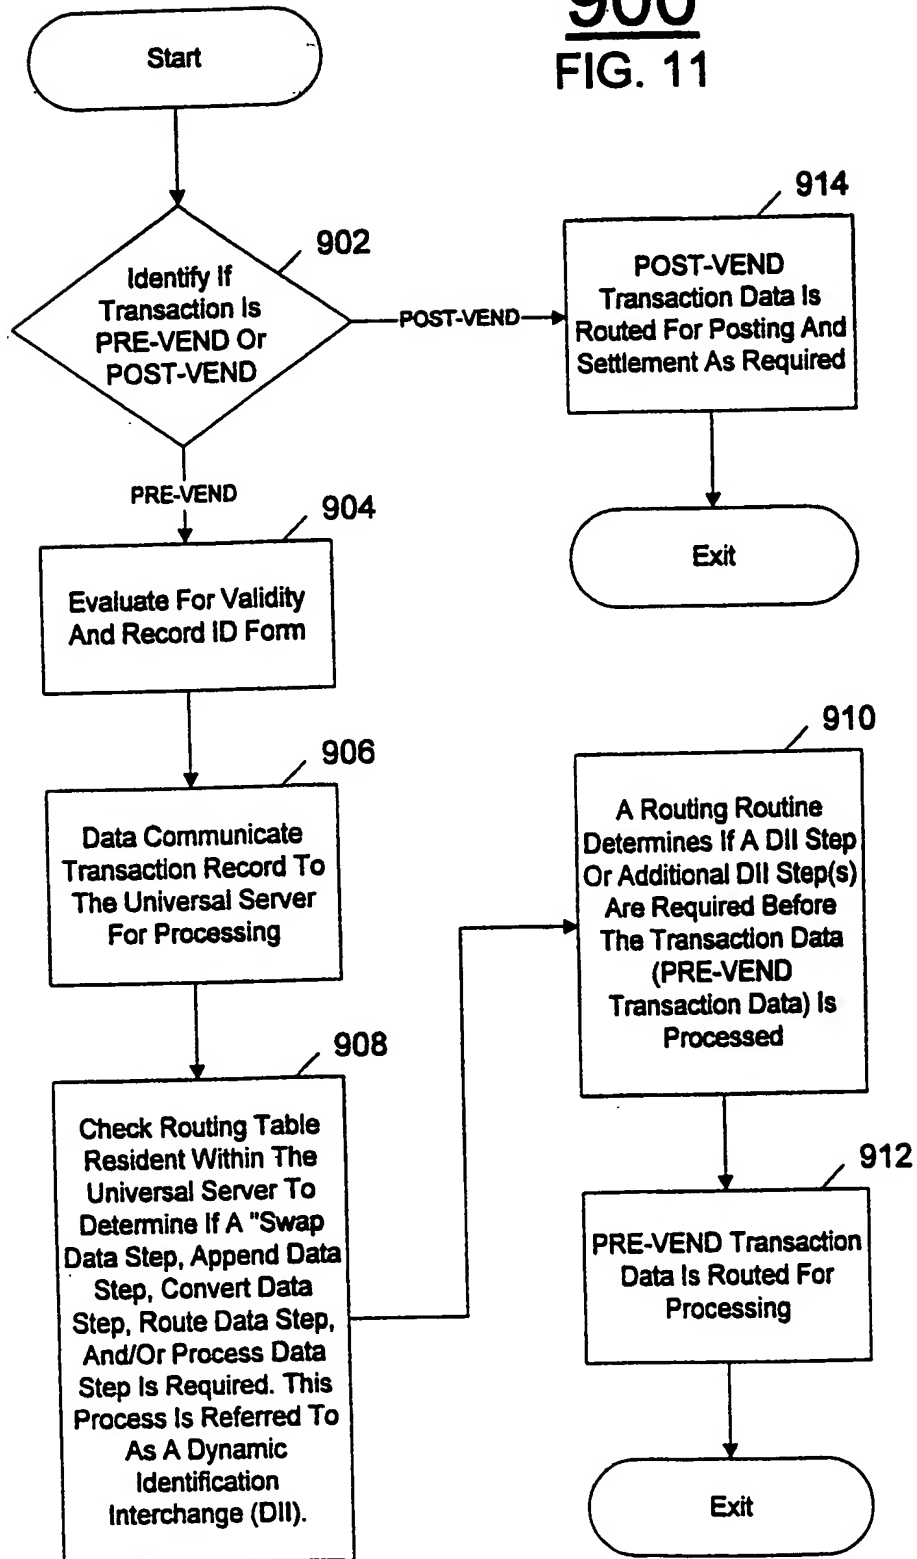 900
FIG. 11
Start
902
Identify If
Transaction Is
PRE-VEND Or
POST-VEND
POST-VEND
914
POST-VEND
Transaction Data Is
Routed For Posting And
Settlement As Required
Exit
PRE-VEND
904
Evaluate For Validity
And Record ID Form
906
Data Communicate
Transaction Record To
The Universal Server
For Processing
908
Check Routing Table
Resident Within The
Universal Server To
Determine If A "Swap
Data Step, Append Data
Step, Convert Data
Step, Route Data Step,
And/Or Process Data
Step Is Required. This
Process Is Referred To
As A Dynamic
Identification
Interchange (DII).
910
A Routing Routine
Determines If A DII Step
Or Additional DII Step(s)
Are Required Before
The Transaction Data
(PRE-VEND
Transaction Data) Is
Processed
912
PRE-VEND Transaction
Data Is Routed For
Processing
Exit